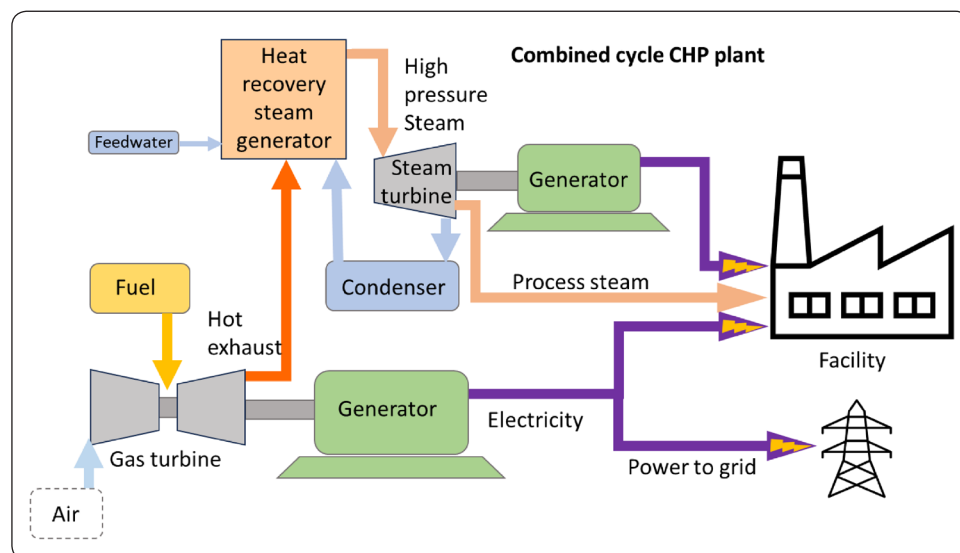 Combined cycle CHP plant
Heat
recovery
steam
generator
High
pressure
Steam
Feedwater
Steam
turbine
Generator
Fuel
Condenser
Process steam
Hot
exhaust
Facility
Generator
Electricity
Gas turbine
Power to grid
Air